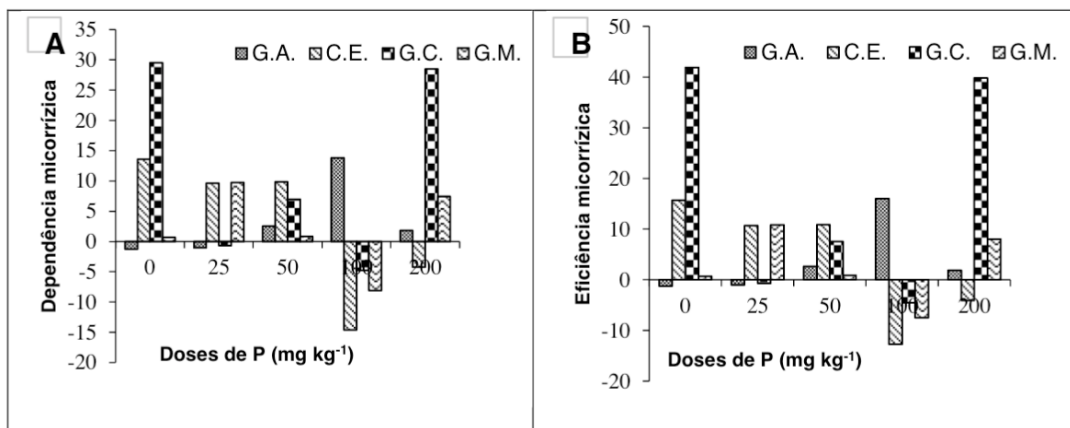 A
G.A. C.E. G.C. G.M.
35
30
25
20
15
10
5
0
-5
-10
-15
-20
Dependência micorrízica
0 25 50 100 200
Doses de P (mg kg-1)
B
G.A. C.E. G.C. G.M.
50
40
30
20
10
0
-10
-20
Eficiência micorrízica
0 25 50 100 200
Doses de P (mg kg-1)